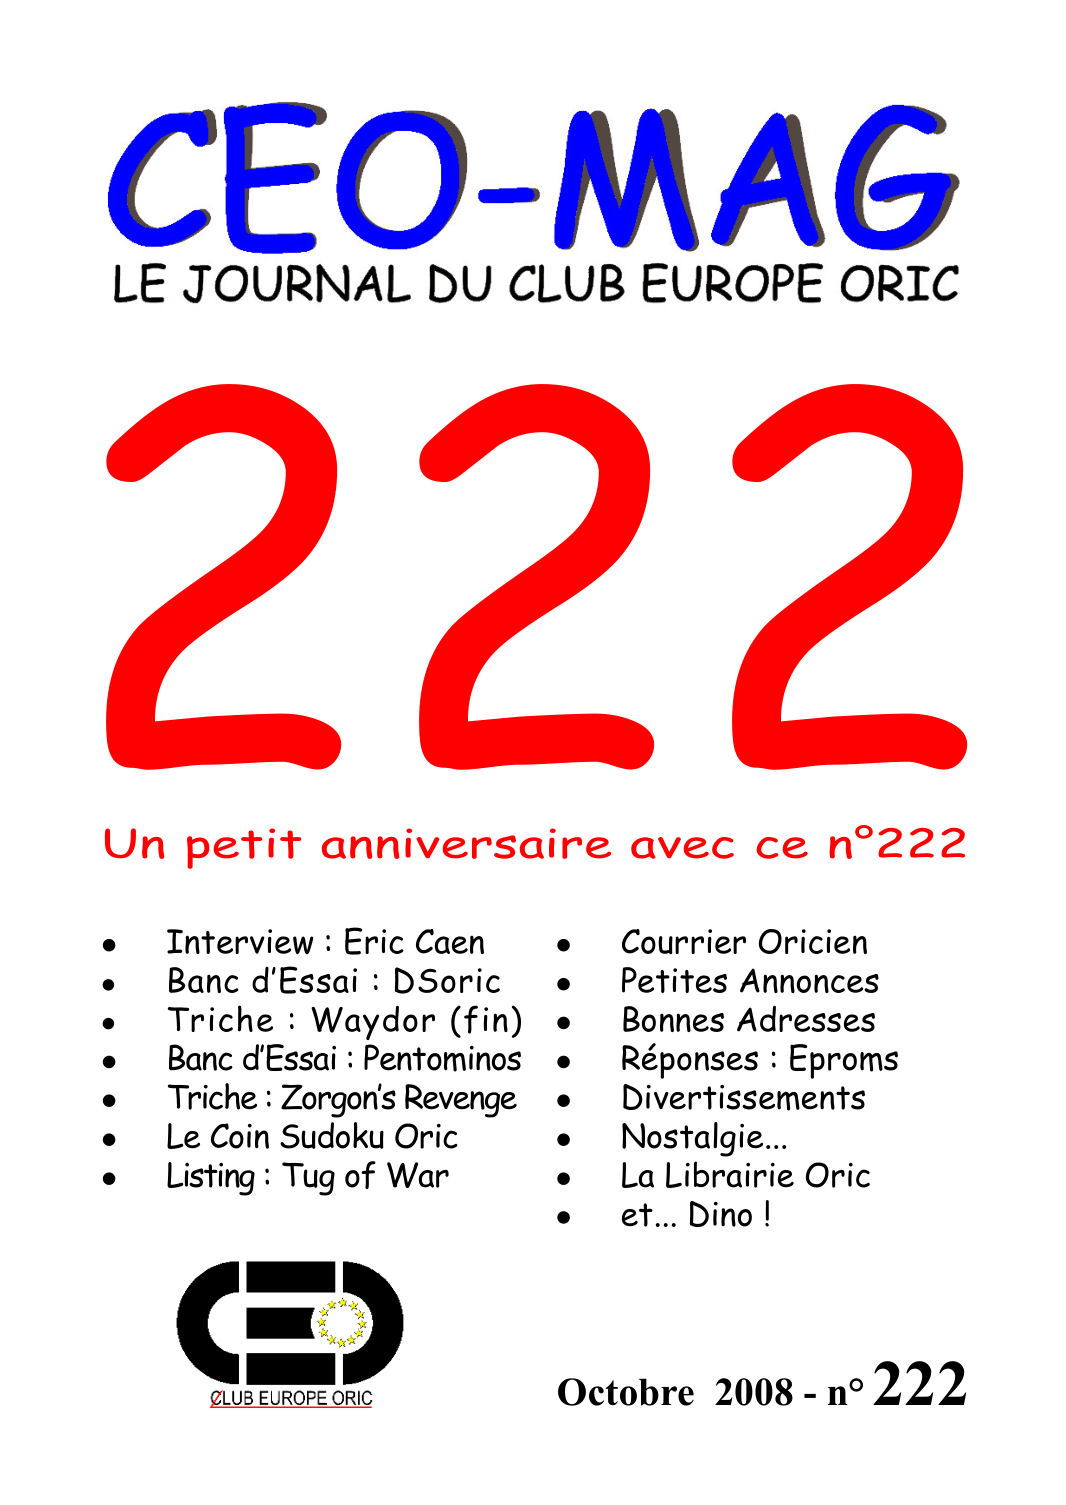 CEO-MAG
LE JOURNAL DU CLUB EUROPE ORIC
222
Un petit anniversaire avec ce n°222
• Interview : Eric Caen
• Banc d’Essai : DSoric
• Triche : Waydor (fin)
• Banc d’Essai : Pentominos
• Triche : Zorgon’s Revenge
• Le Coin Sudoku Oric
• Listing : Tug of War
• Courrier Oricien
• Petites Annonces
• Bonnes Adresses
• Réponses : Eproms
• Divertissements
• Nostalgie...
• La Librairie Oric
• et... Dino !
CEO
CLUB EUROPE ORIC
Octobre 2008 - n° 222